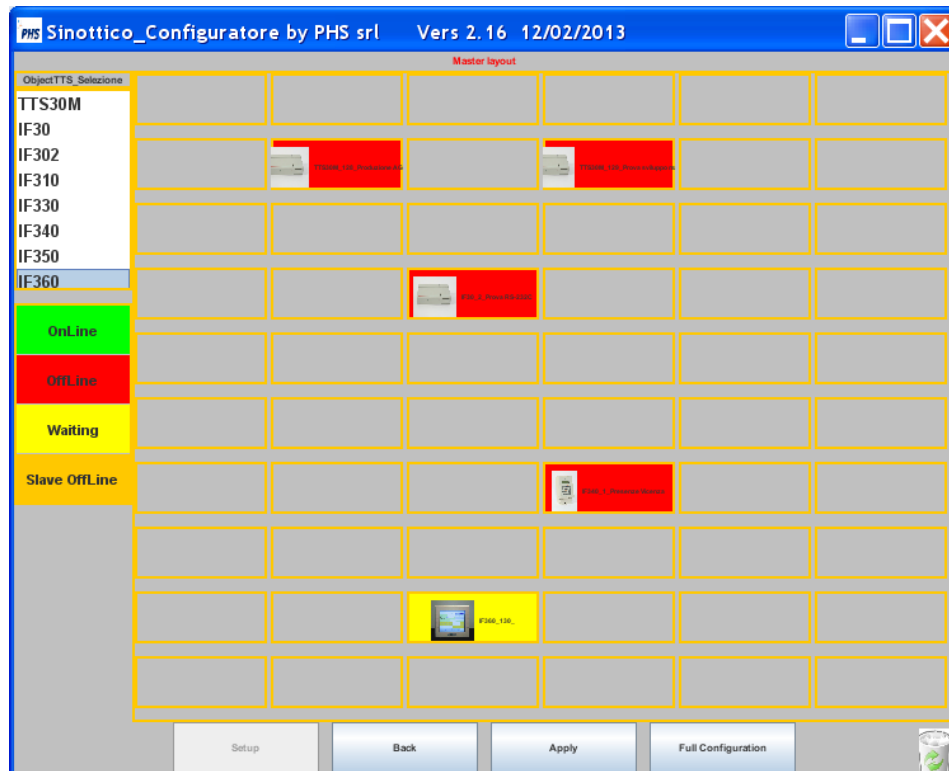 PHS Sinottico_Configuratore by PHS srl Vers 2.16 12/02/2013
Master layout
ObjectTTS_Selezione
TTS30M
IF30
IF302
IF310
IF330
IF340
IF350
IF360
OnLine
OffLine
Waiting
Slave OffLine
IF360_130_
Setup
Back
Apply
Full Configuration